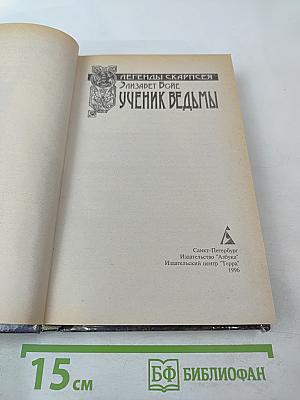 ЛЕГЕНДЫ СКАРПСЕЯ
ЭЛИЗАБЕТ БОЙЕ
УЧЕНИК ВЕДЬМЫ
Санкт-Петербург
Издательство "Азбука"
Издательский центр "Терра"
1996
15 см
БФ БИБЛИОФАН